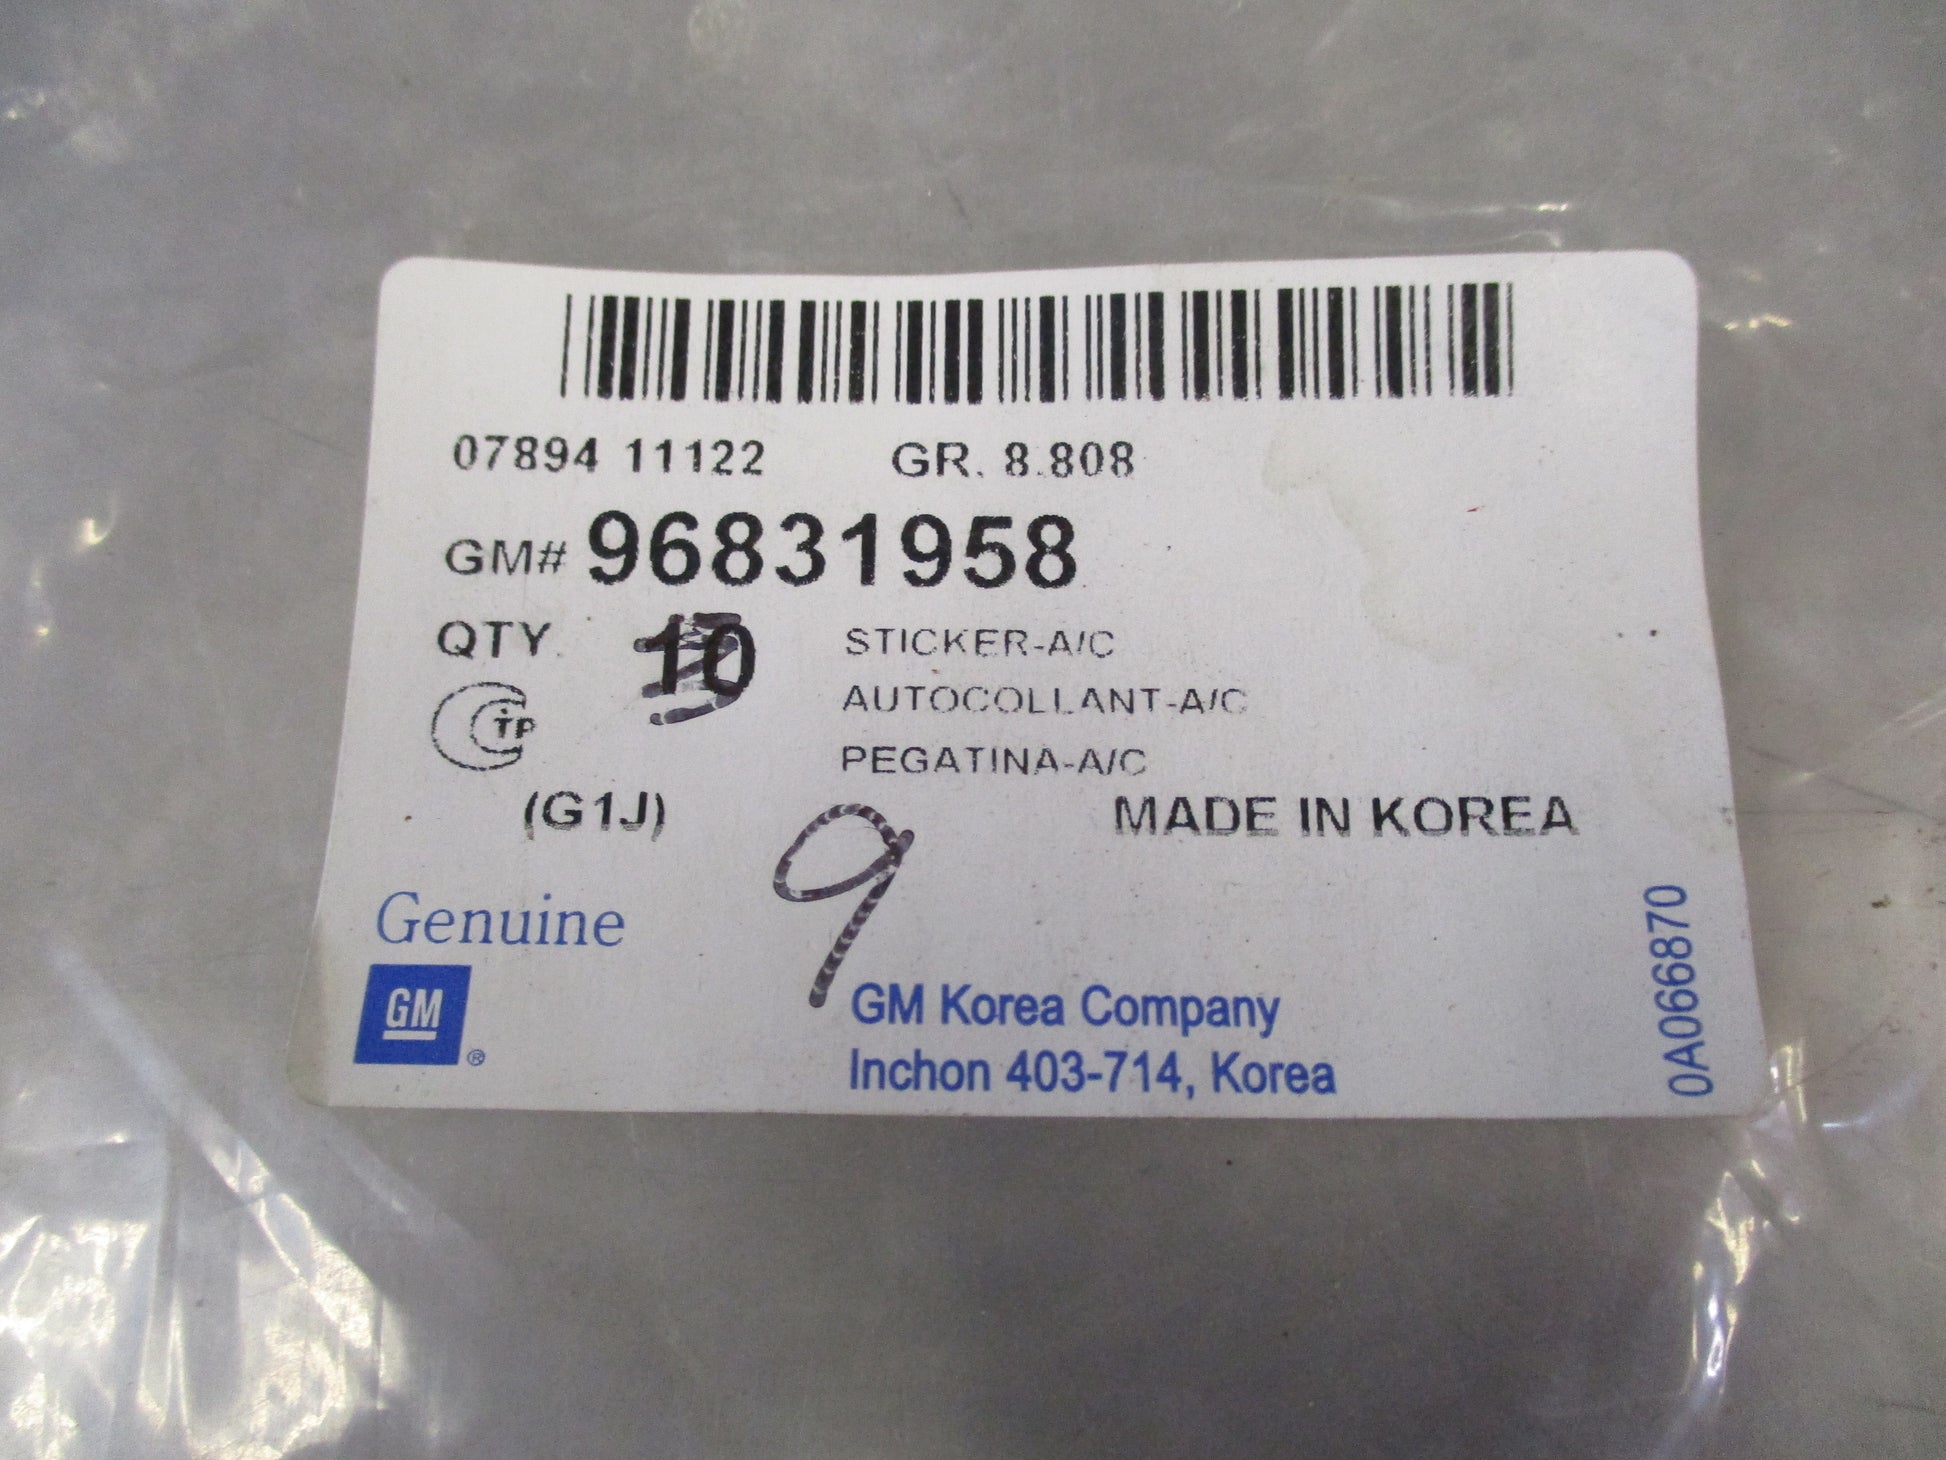 07894 11122 GR. 8.808
GM# 96831958
QTY. 10 STICKER-A/C
TP AUTOCOLLANT-A/C
PEGATINA-A/C
(G1J) MADE IN KOREA
9
Genuine
GM ®
GM Korea Company
Inchon 403-714, Korea
0A066870